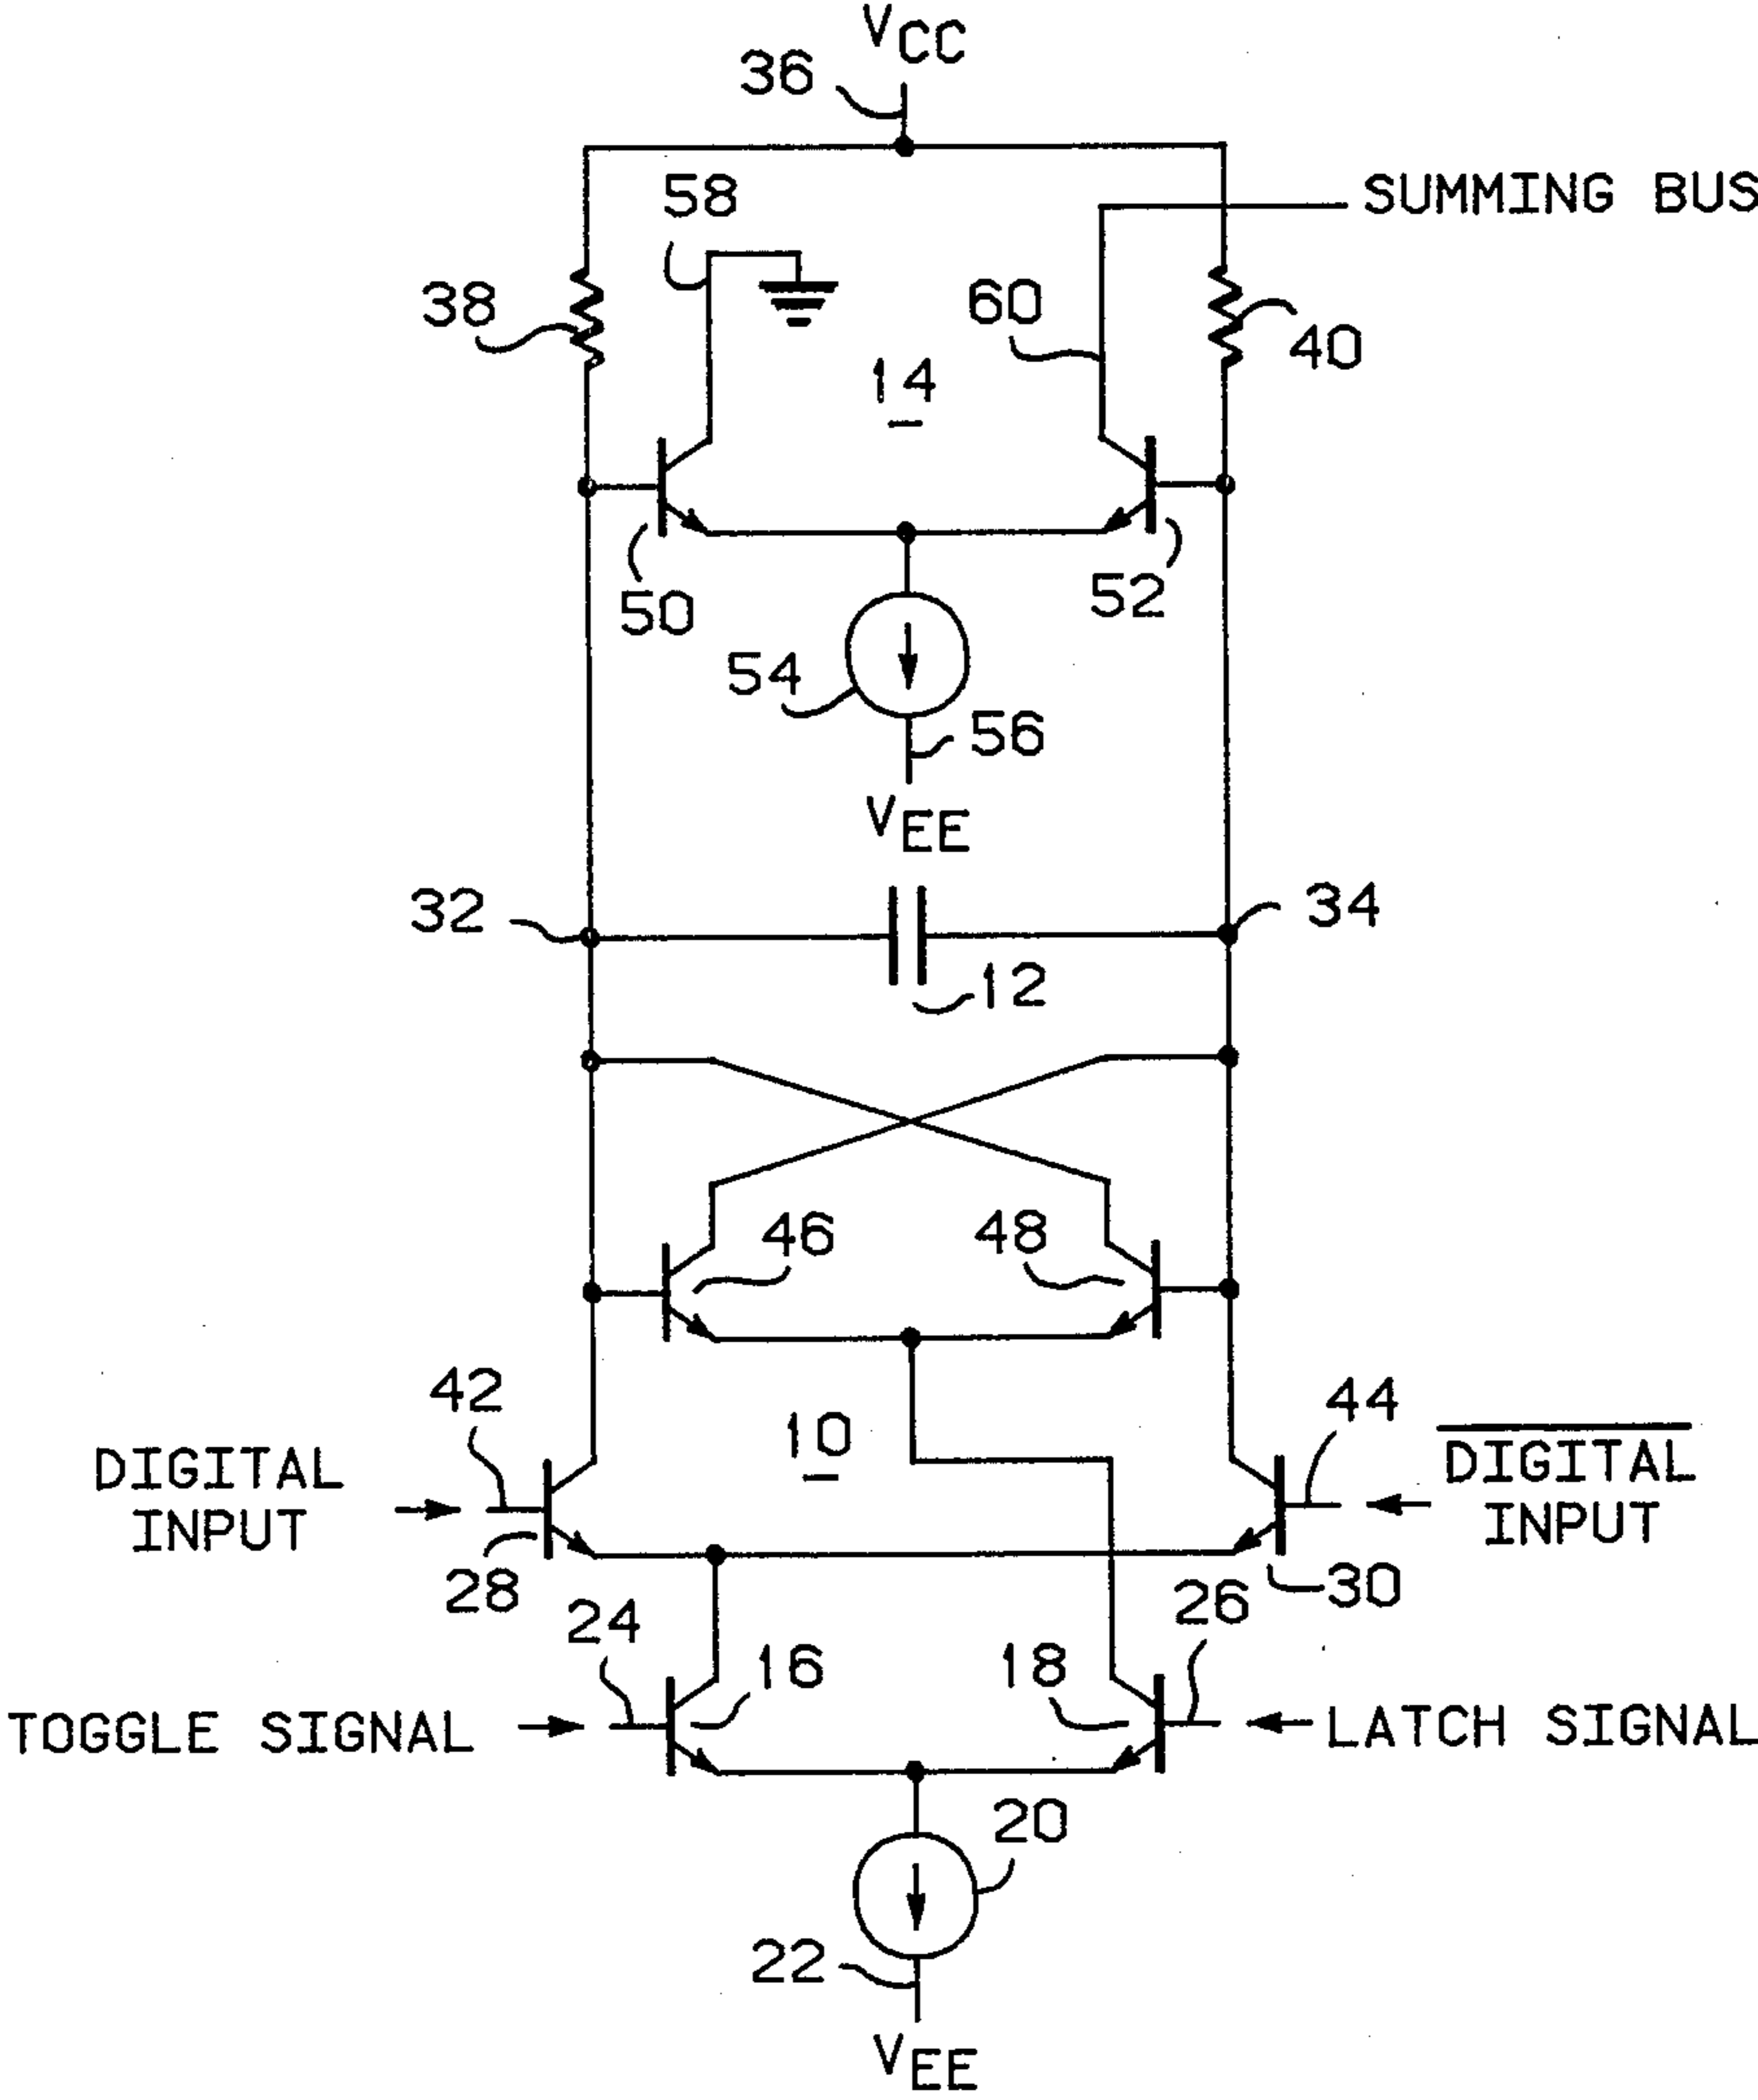 VCC
36
58
SUMMING BUS
38
60
40
14
50
52
54
56
VEE
32
34
12
46
48
42
44
10
DIGITAL
INPUT
DIGITAL
INPUT
28
30
24
26
16
18
TOGGLE SIGNAL
LATCH SIGNAL
20
22
VEE